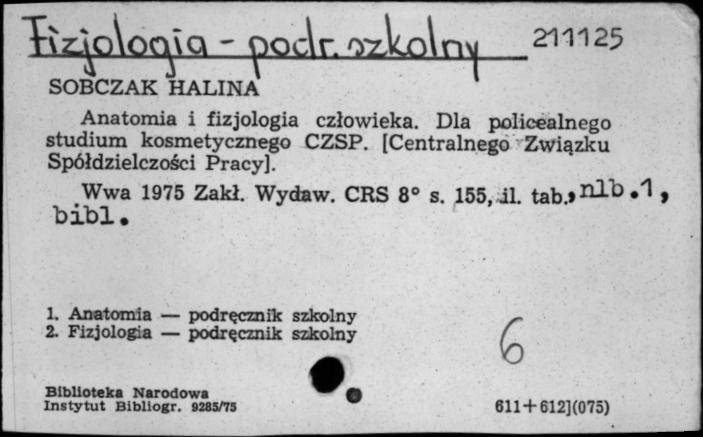 Fizjologia - podr. szkolny 211125
SOBCZAK HALINA
Anatomia i fizjologia człowieka. Dla policealnego
studium kosmetycznego CZSP. [Centralnego Związku
Spółdzielczości Pracy].
Wwa 1975 Zakł. Wydaw. CRS 8° s. 155, il. tab., nlb.1,
bibl.
1. Anatomia — podręcznik szkolny
2. Fizjologia — podręcznik szkolny
6
Biblioteka Narodowa
Instytut Bibliogr. 9285/75
611+612](075)